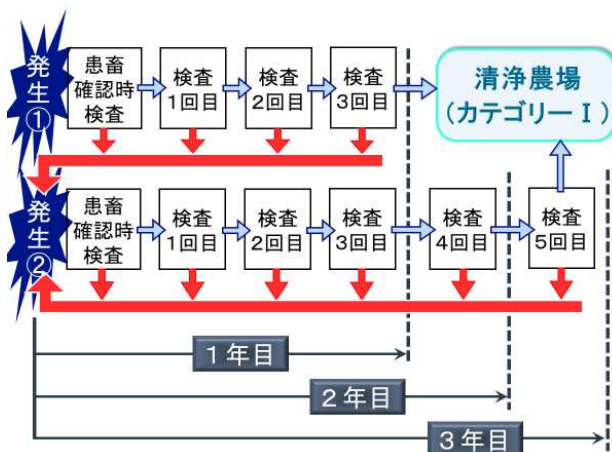 発生①
患畜
確認時
検査
検査
1回目
検査
2回目
検査
3回目
清浄農場
(カテゴリーⅠ)
発生②
患畜
確認時
検査
検査
1回目
検査
2回目
検査
3回目
検査
4回目
検査
5回目
1年目
2年目
3年目